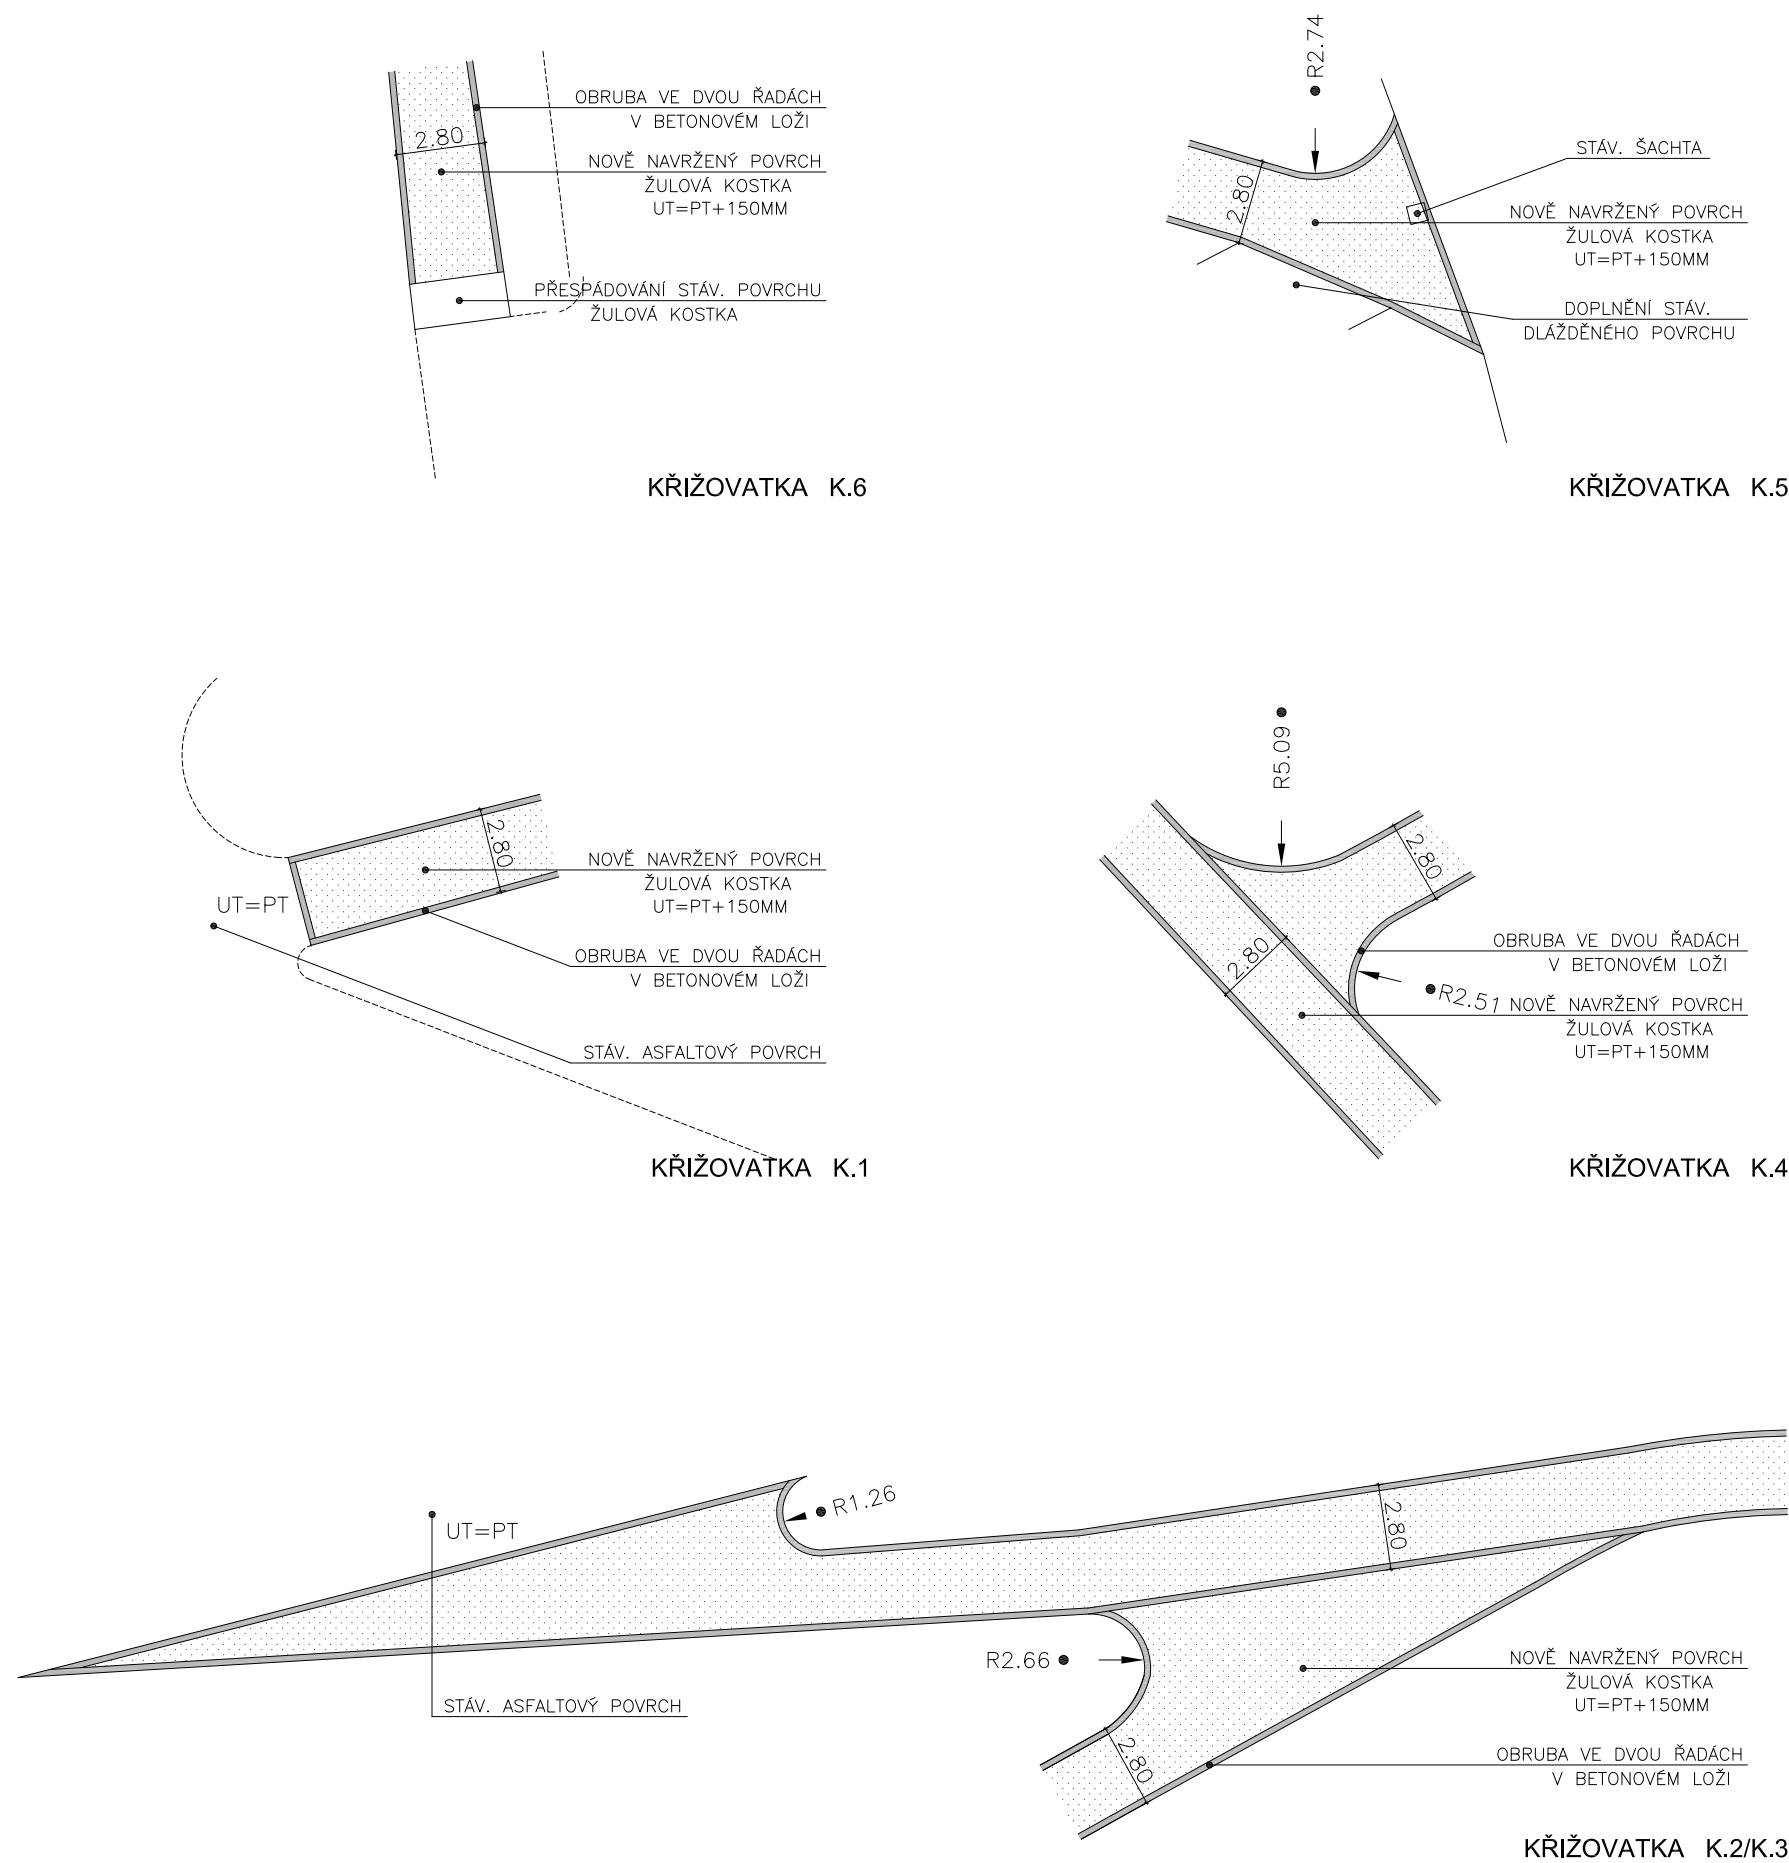 OBRUBA VE DVOU ŘADÁCH
V BETONOVÉM LOŽI
2.80
NOVĚ NAVRŽENÝ POVRCH
ŽULOVÁ KOSTKA
UT=PT+150MM
PŘESPÁDOVÁNÍ STÁV. POVRCHU
ŽULOVÁ KOSTKA
KŘIŽOVATKA K.6
R2.74
STÁV. ŠACHTA
2.80
NOVĚ NAVRŽENÝ POVRCH
ŽULOVÁ KOSTKA
UT=PT+150MM
DOPLNĚNÍ STÁV.
DLÁŽDĚNÉHO POVRCHU
KŘIŽOVATKA K.5
2.80
NOVĚ NAVRŽENÝ POVRCH
ŽULOVÁ KOSTKA
UT=PT+150MM
UT=PT
OBRUBA VE DVOU ŘADÁCH
V BETONOVÉM LOŽI
STÁV. ASFALTOVÝ POVRCH
KŘIŽOVATKA K.1
R5.09
2.80
OBRUBA VE DVOU ŘADÁCH
V BETONOVÉM LOŽI
2.80
R2.51
NOVĚ NAVRŽENÝ POVRCH
ŽULOVÁ KOSTKA
UT=PT+150MM
KŘIŽOVATKA K.4
R1.26
UT=PT
2.80
R2.66
NOVĚ NAVRŽENÝ POVRCH
ŽULOVÁ KOSTKA
UT=PT+150MM
STÁV. ASFALTOVÝ POVRCH
2.80
OBRUBA VE DVOU ŘADÁCH
V BETONOVÉM LOŽI
KŘIŽOVATKA K.2/K.3